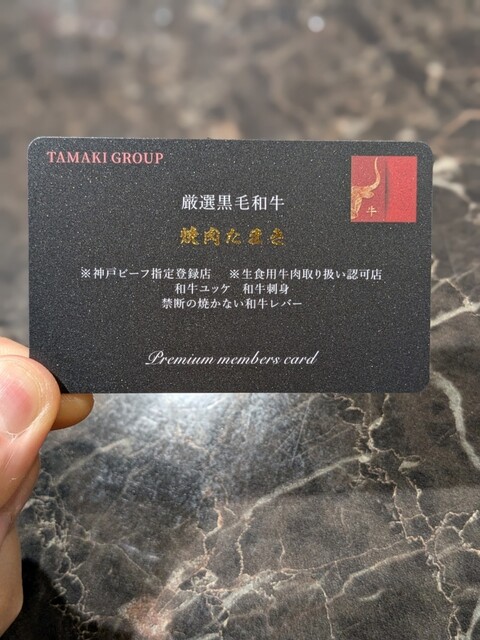 TAMAKI GROUP
牛
厳選黒毛和牛
焼肉たまき
※神戸ビーフ指定登録店　※生食用牛肉取り扱い認可店
和牛ユッケ　和牛刺身
禁断の焼かない和牛レバー
Premium members card